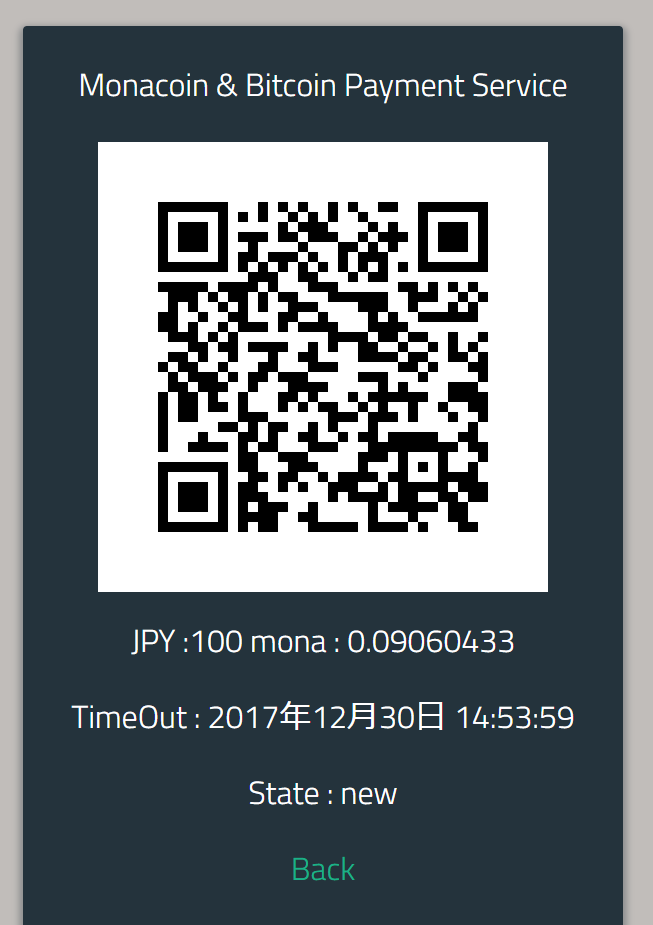 Monacoin & Bitcoin Payment Service
JPY :100 mona : 0.09060433
TimeOut : 2017年12月30日 14:53:59
State : new
Back